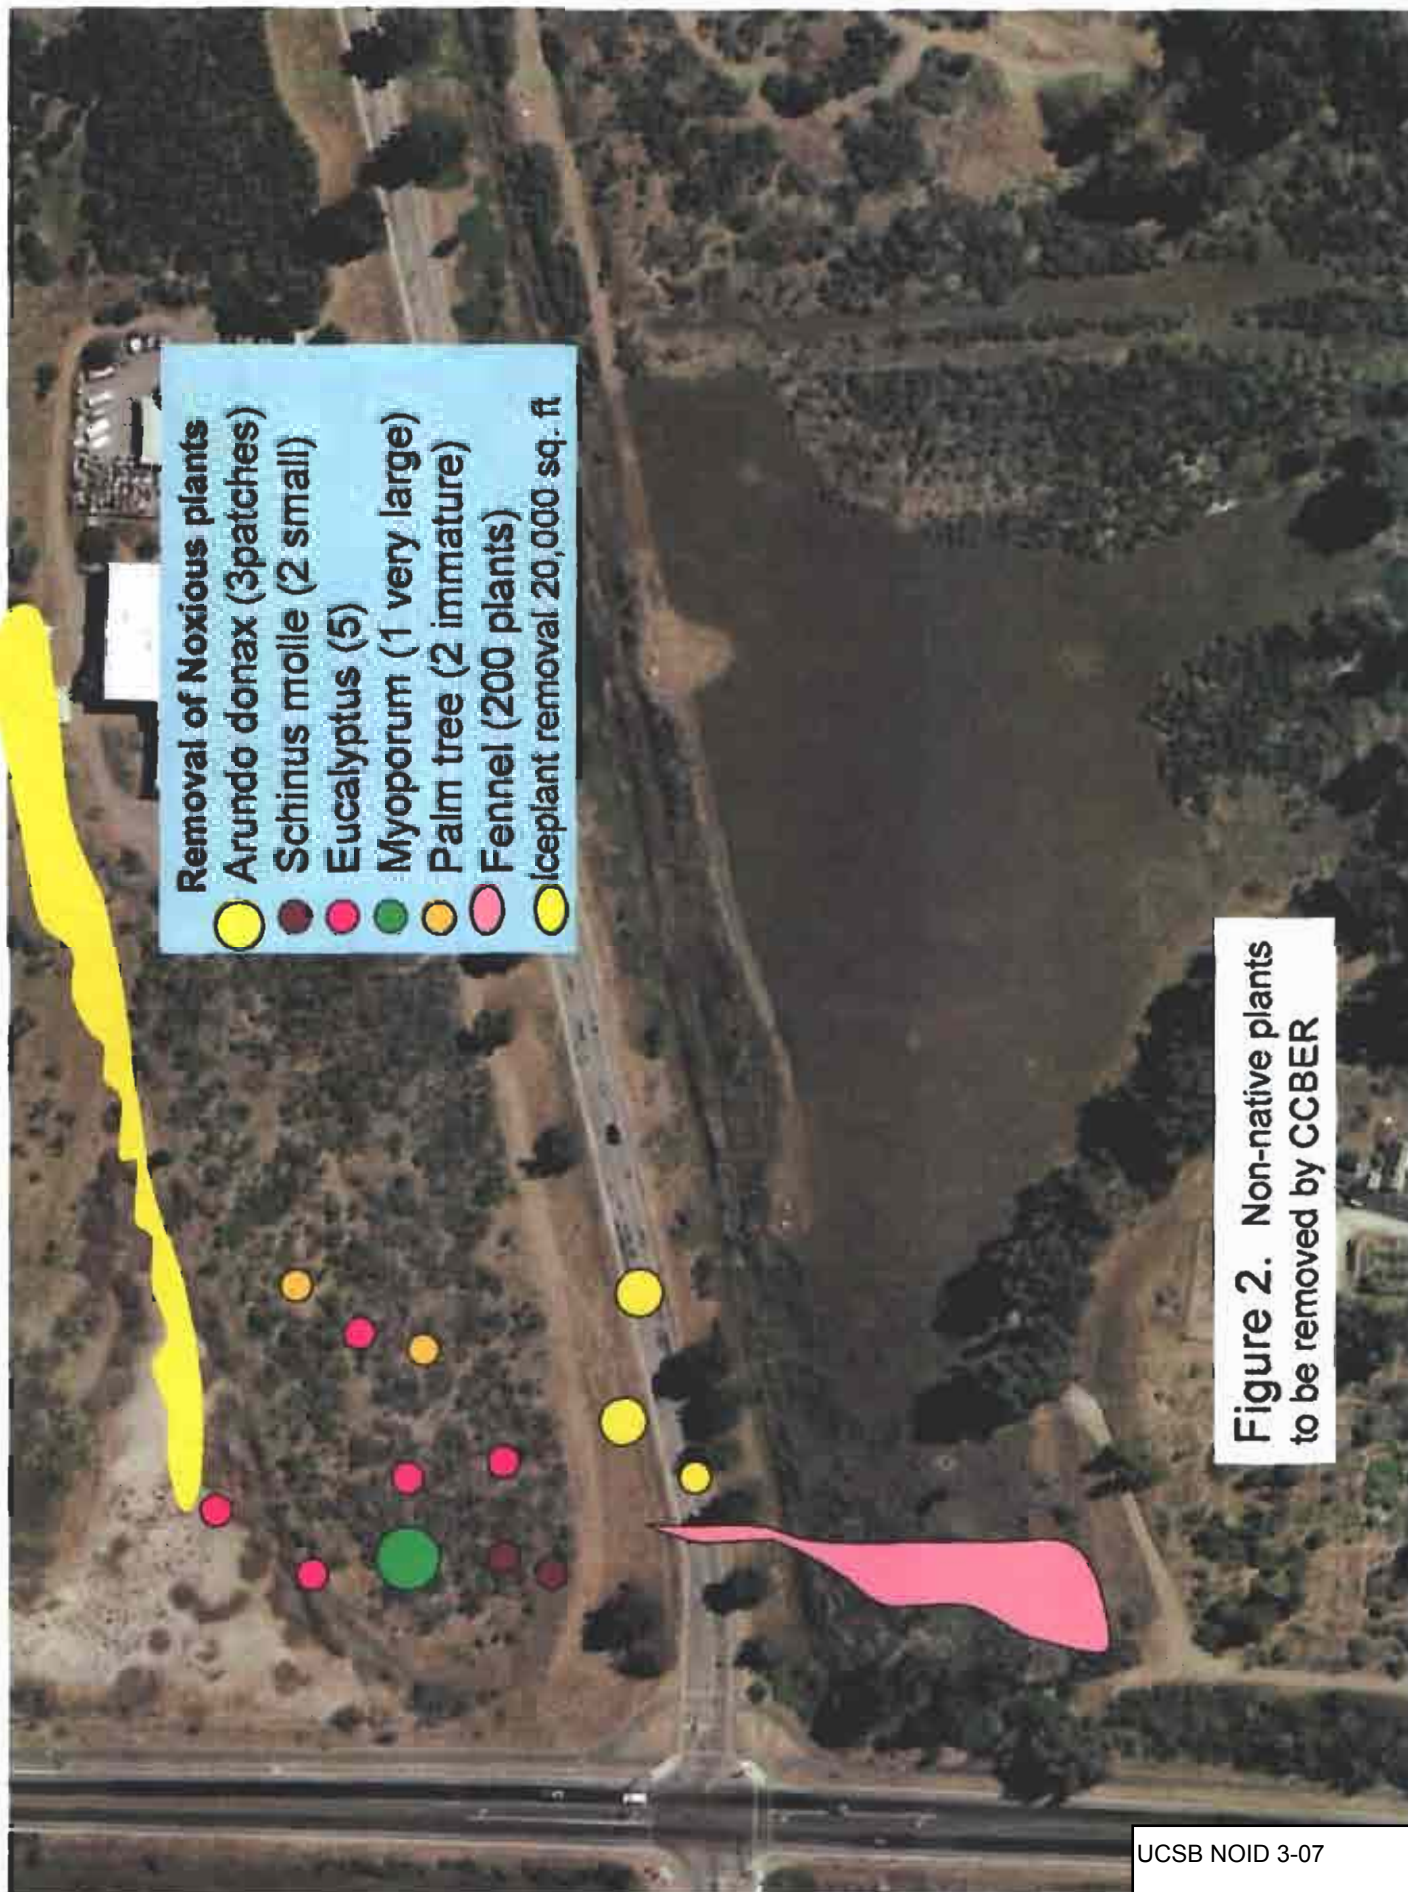 Removal of Noxious plants
Arundo donax (3patches)
Schinus molle (2 small)
Eucalyptus (5)
Myoporum (1 very large)
Palm tree (2 immature)
Fennel (200 plants)
Iceplant removal 20,000 sq. ft
Figure 2. Non-native plants
to be removed by CCBER
UCSB NOID 3-07